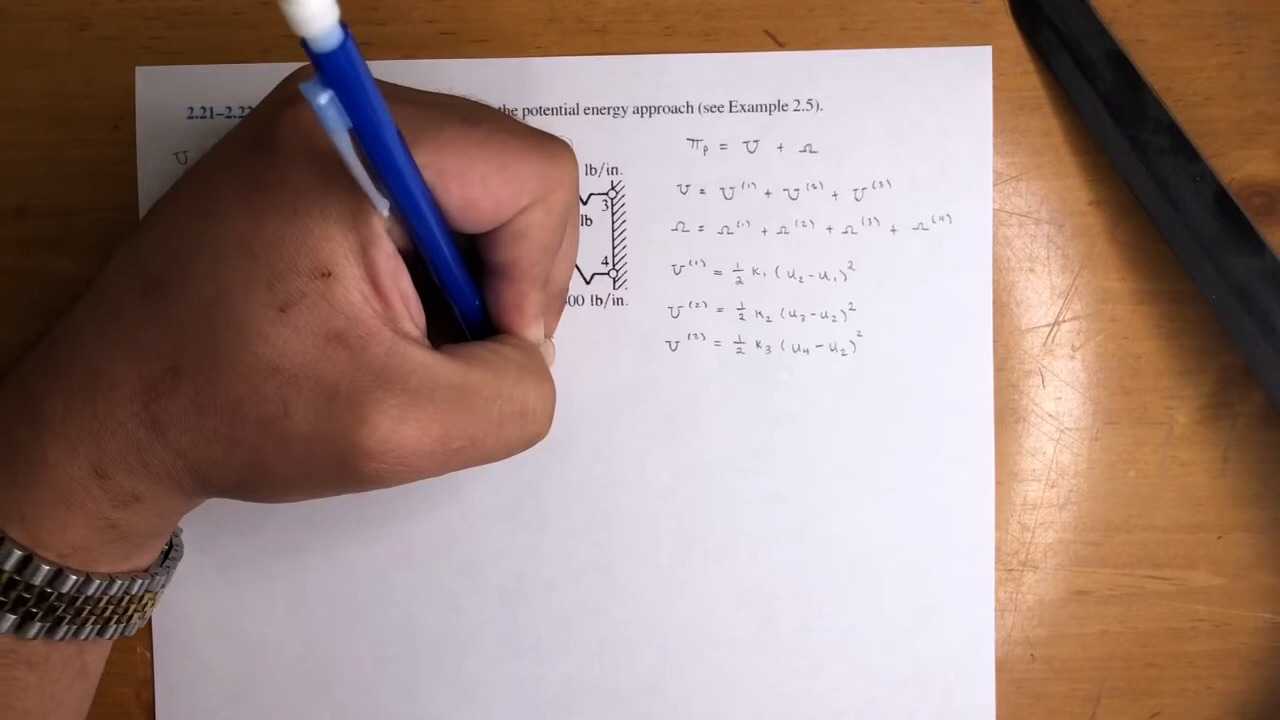 2.21–2.22 the potential energy approach (see Example 2.5).
U
πp = U + Ω
lb/in.
3
lb
4
00 lb/in.
U = U^(1) + U^(2) + U^(3)
Ω = Ω^(1) + Ω^(2) + Ω^(3) + Ω^(4)
U^(1) = 1/2 K₁ (u₂ - u₁)²
U^(2) = 1/2 K₂ (u₃ - u₂)²
U^(3) = 1/2 K₃ (u₄ - u₂)²